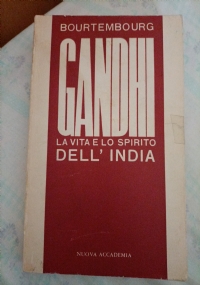 BOURTEMBOURG
GANDHI
LA VITA E LO SPIRITO
DELL' INDIA
NUOVA ACCADEMIA